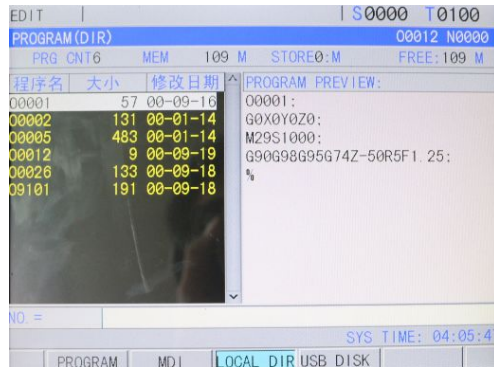 EDIT S0000 T0100
PROGRAM(DIR) O0012 N0000
PRG CNT6 MEM 109 M STORE0:M FREE:109 M
程序名 大小 修改日期 PROGRAM PREVIEW:
O0001 57 00-09-16 O0001;
O0002 131 00-01-14 G0X0Y0Z0;
O0005 483 00-01-14 M29S1000;
O0012 9 00-09-19 G90G98G95G74Z-50R5F1.25;
O0026 133 00-09-18 %
O9101 191 00-09-18
NO. =
SYS TIME: 04:05:4
PROGRAM MDI LOCAL DIR USB DISK